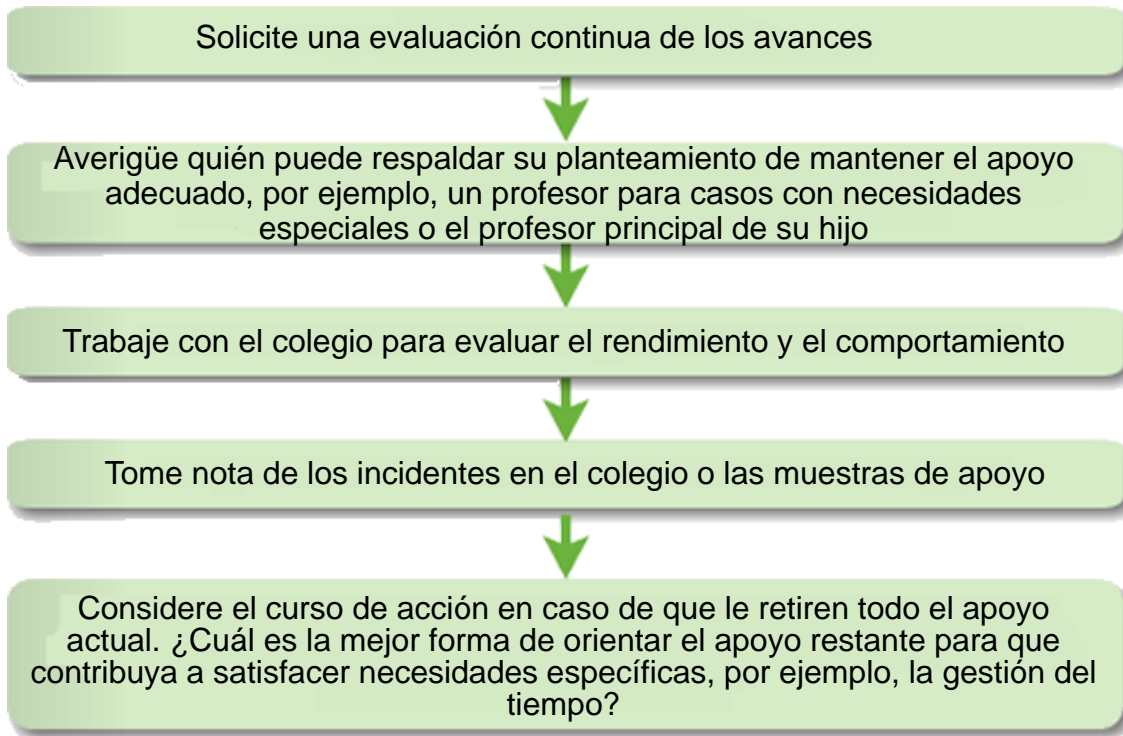 Solicite una evaluación continua de los avances
Averigüe quién puede respaldar su planteamiento de mantener el apoyo
adecuado, por ejemplo, un profesor para casos con necesidades
especiales o el profesor principal de su hijo
Trabaje con el colegio para evaluar el rendimiento y el comportamiento
Tome nota de los incidentes en el colegio o las muestras de apoyo
Considere el curso de acción en caso de que le retiren todo el apoyo
actual. ¿Cuál es la mejor forma de orientar el apoyo restante para que
contribuya a satisfacer necesidades específicas, por ejemplo, la gestión del
tiempo?